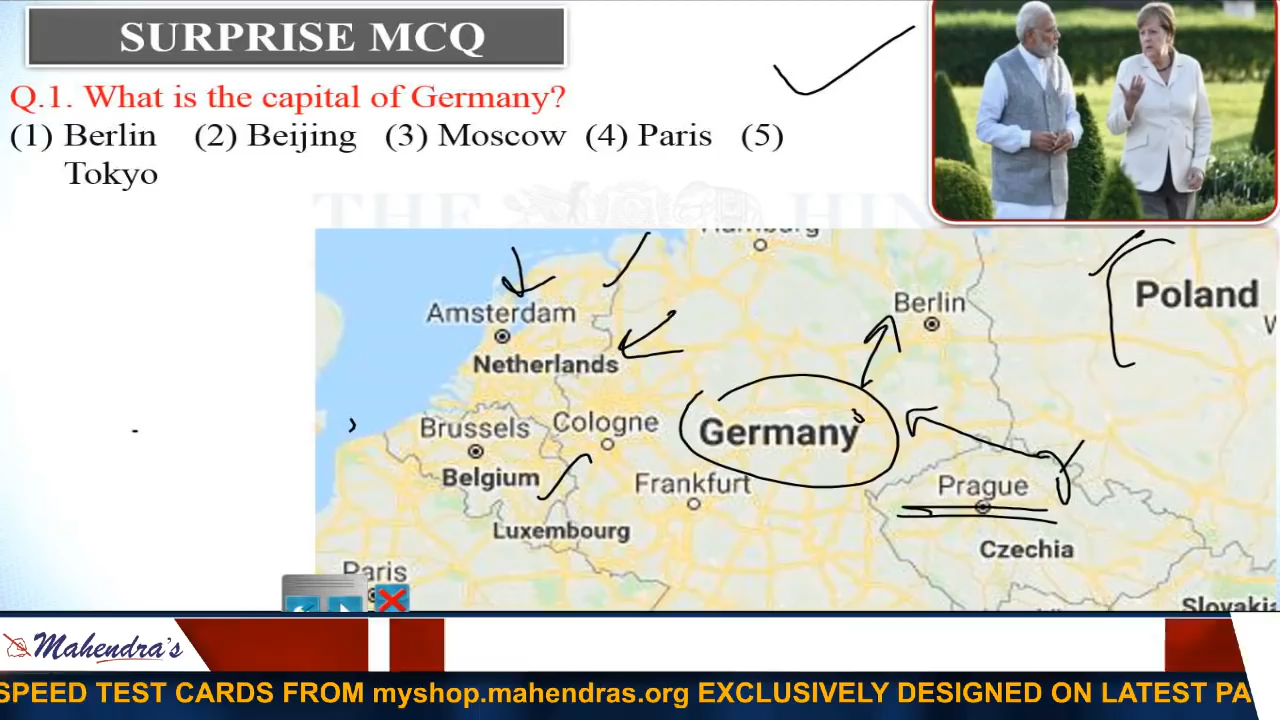 SURPRISE MCQ
Q.1. What is the capital of Germany?
(1) Berlin (2) Beijing (3) Moscow (4) Paris (5)
Tokyo
THE HIN
Hamburg
Berlin
Poland
Amsterdam
Netherlands
Brussels
Cologne
Germany
Belgium
Frankfurt
Prague
Luxembourg
Czechia
Paris
Slovakia
Mahendra's
SPEED TEST CARDS FROM myshop.mahendras.org EXCLUSIVELY DESIGNED ON LATEST PA